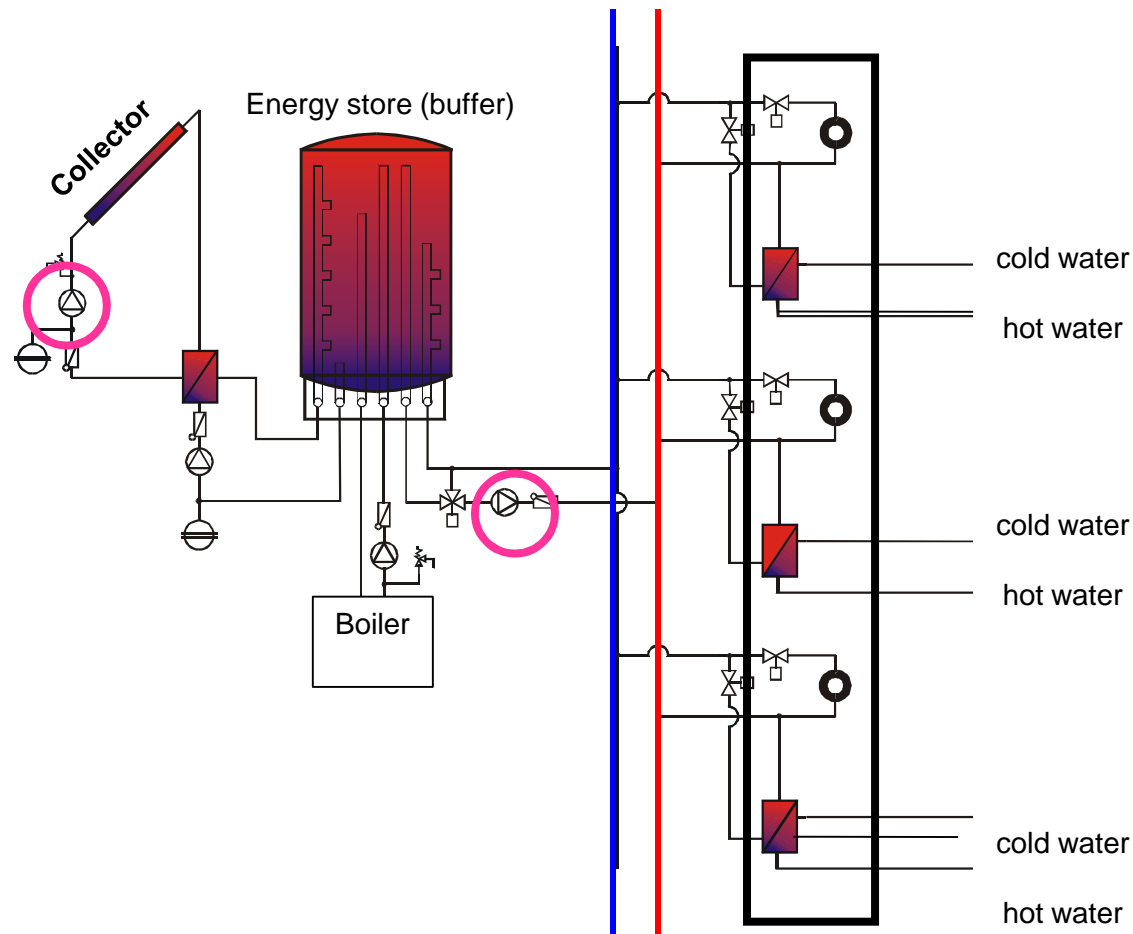 Energy store (buffer)
Collector
Boiler
cold water
hot water
cold water
hot water
cold water
hot water